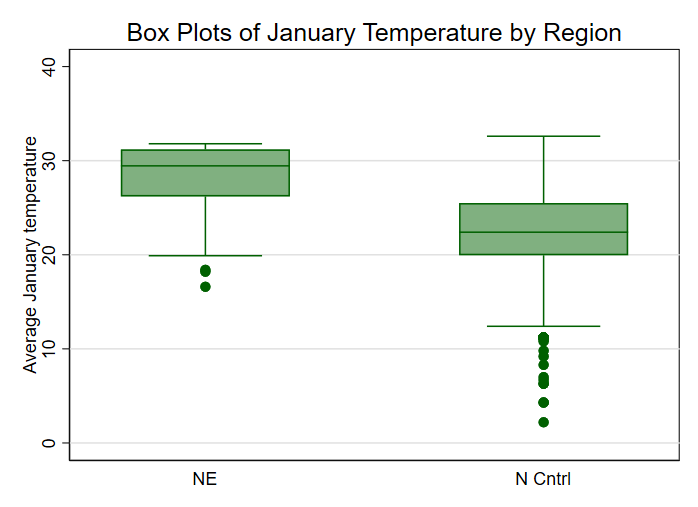 Box Plots of January Temperature by Region
Average January temperature
40
30
20
10
0
NE
N Cntrl